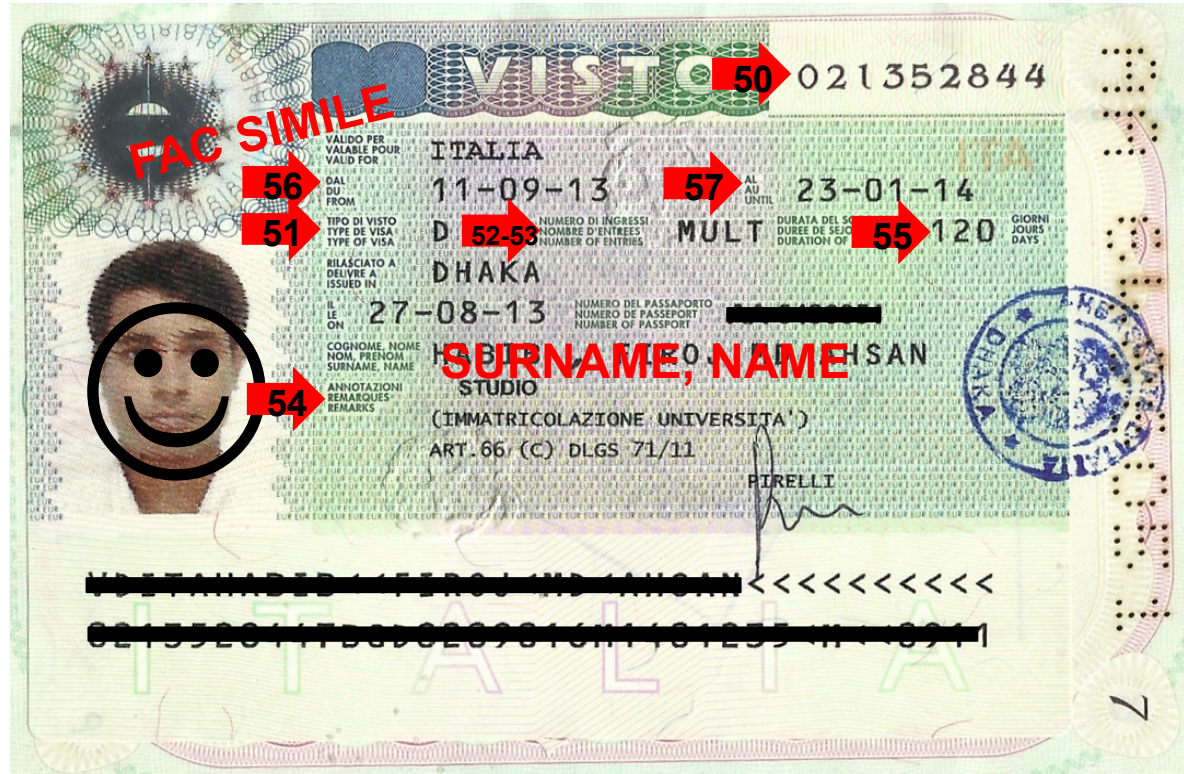 VISTO
50
021352844
FAC SIMILE
VALIDO PER
VALABLE POUR
VALID FOR
ITALIA
ITA
56
DAL
DU
FROM
11-09-13
57
AL
AU
UNTIL
23-01-14
51
TIPO DI VISTO
TYPE DE VISA
TYPE OF VISA
D
52-53
NUMERO DI INGRESSI
NOMBRE D'ENTREES
NUMBER OF ENTRIES
MULT
DURATA DEL
DUREE DE
DURATION OF
55
120
GIORNI
JOURS
DAYS
RILASCIATO A
DELIVRE A
ISSUED IN
DHAKA
IL
LE
ON
27-08-13
NUMERO DEL PASSAPORTO
NUMERO DE PASSEPORT
NUMBER OF PASSPORT
COGNOME, NOME
NOM, PRENOM
SURNAME, NAME
SURNAME, NAME
54
ANNOTAZIONI
REMARQUES
REMARKS
STUDIO
(IMMATRICOLAZIONE UNIVERSITA')
ART.66 (C) DLGS 71/11
PIRELLI
<<<<<<<<<<
ITALIA
7